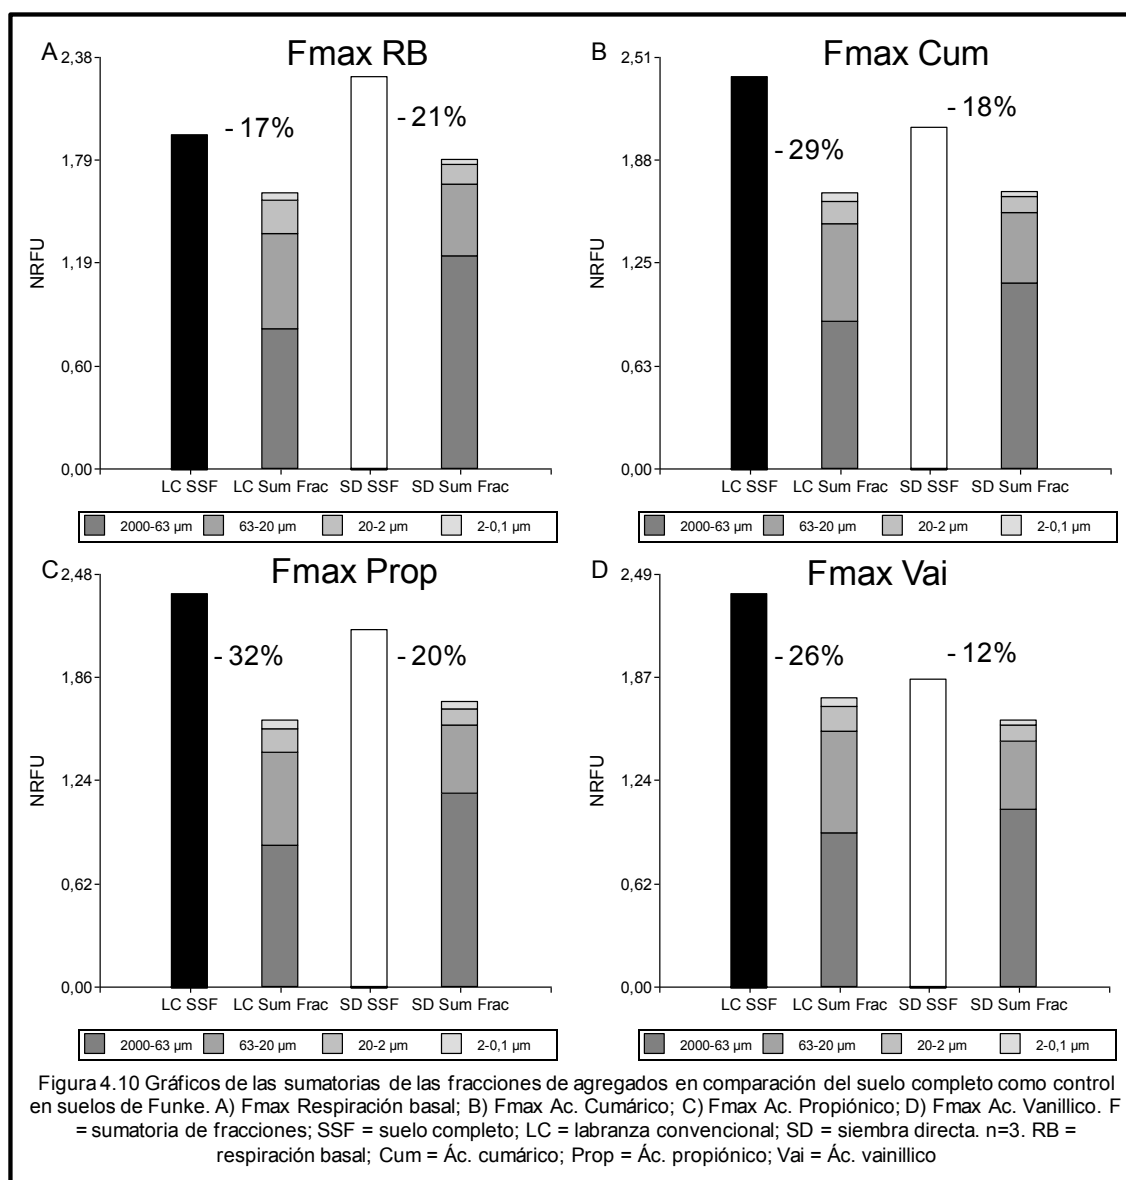 A
Fmax RB
2,38
1,79
1,19
0,60
0,00
NRFU
- 17%
- 21%
LC SSF
LC Sum Frac
SD SSF
SD Sum Frac
2000-63 µm
63-20 µm
20-2 µm
2-0,1 µm
B
Fmax Cum
2,51
1,88
1,25
0,63
0,00
NRFU
- 29%
- 18%
LC SSF
LC Sum Frac
SD SSF
SD Sum Frac
2000-63 µm
63-20 µm
20-2 µm
2-0,1 µm
C
Fmax Prop
2,48
1,86
1,24
0,62
0,00
NRFU
- 32%
- 20%
LC SSF
LC Sum Frac
SD SSF
SD Sum Frac
2000-63 µm
63-20 µm
20-2 µm
2-0,1 µm
D
Fmax Vai
2,49
1,87
1,24
0,62
0,00
NRFU
- 26%
- 12%
LC SSF
LC Sum Frac
SD SSF
SD Sum Frac
2000-63 µm
63-20 µm
20-2 µm
2-0,1 µm
Figura 4.10 Gráficos de las sumatorias de las fracciones de agregados en comparación del suelo completo como control
en suelos de Funke. A) Fmax Respiración basal; B) Fmax Ac. Cumárico; C) Fmax Ac. Propiónico; D) Fmax Ac. Vanillico. F
= sumatoria de fracciones; SSF = suelo completo; LC = labranza convencional; SD = siembra directa. n=3. RB =
respiración basal; Cum = Ác. cumárico; Prop = Ác. propiónico; Vai = Ác. vainillico